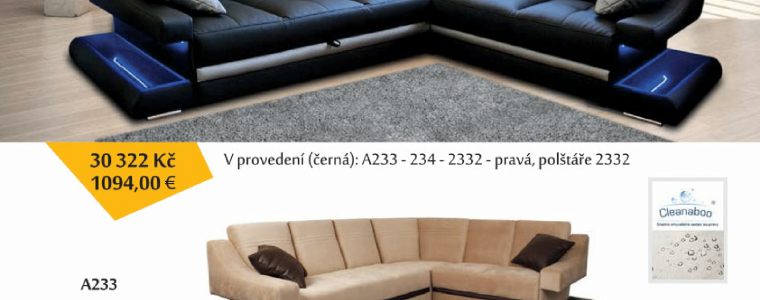 30 322 Kč
1094,00 €
V provedení (černá): A233 - 234 - 2332 - pravá, polštáře 2332
Cleanaboo
A233